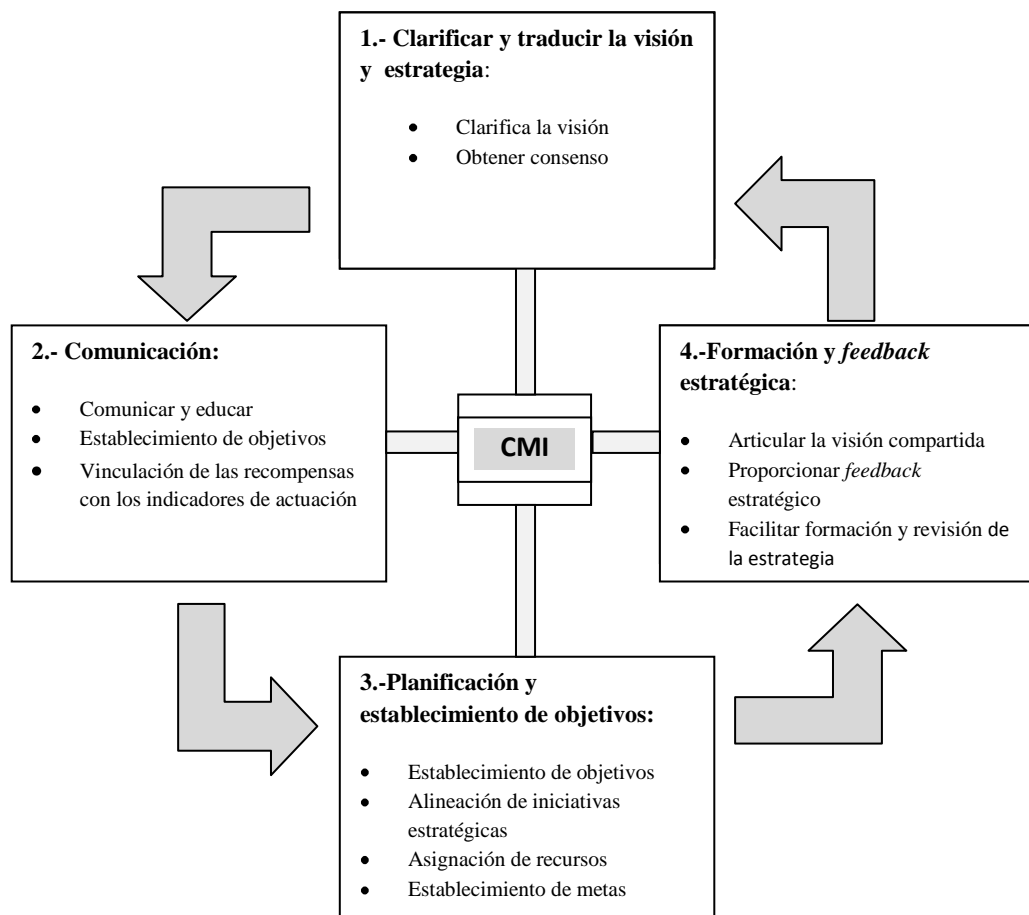 1.- Clarificar y traducir la visión
y estrategia:
• Clarifica la visión
• Obtener consenso
2.- Comunicación:
• Comunicar y educar
• Establecimiento de objetivos
• Vinculación de las recompensas
con los indicadores de actuación
CMI
4.-Formación y feedback
estratégica:
• Articular la visión compartida
• Proporcionar feedback
estratégico
• Facilitar formación y revisión de
la estrategia
3.-Planificación y
establecimiento de objetivos:
• Establecimiento de objetivos
• Alineación de iniciativas
estratégicas
• Asignación de recursos
• Establecimiento de metas